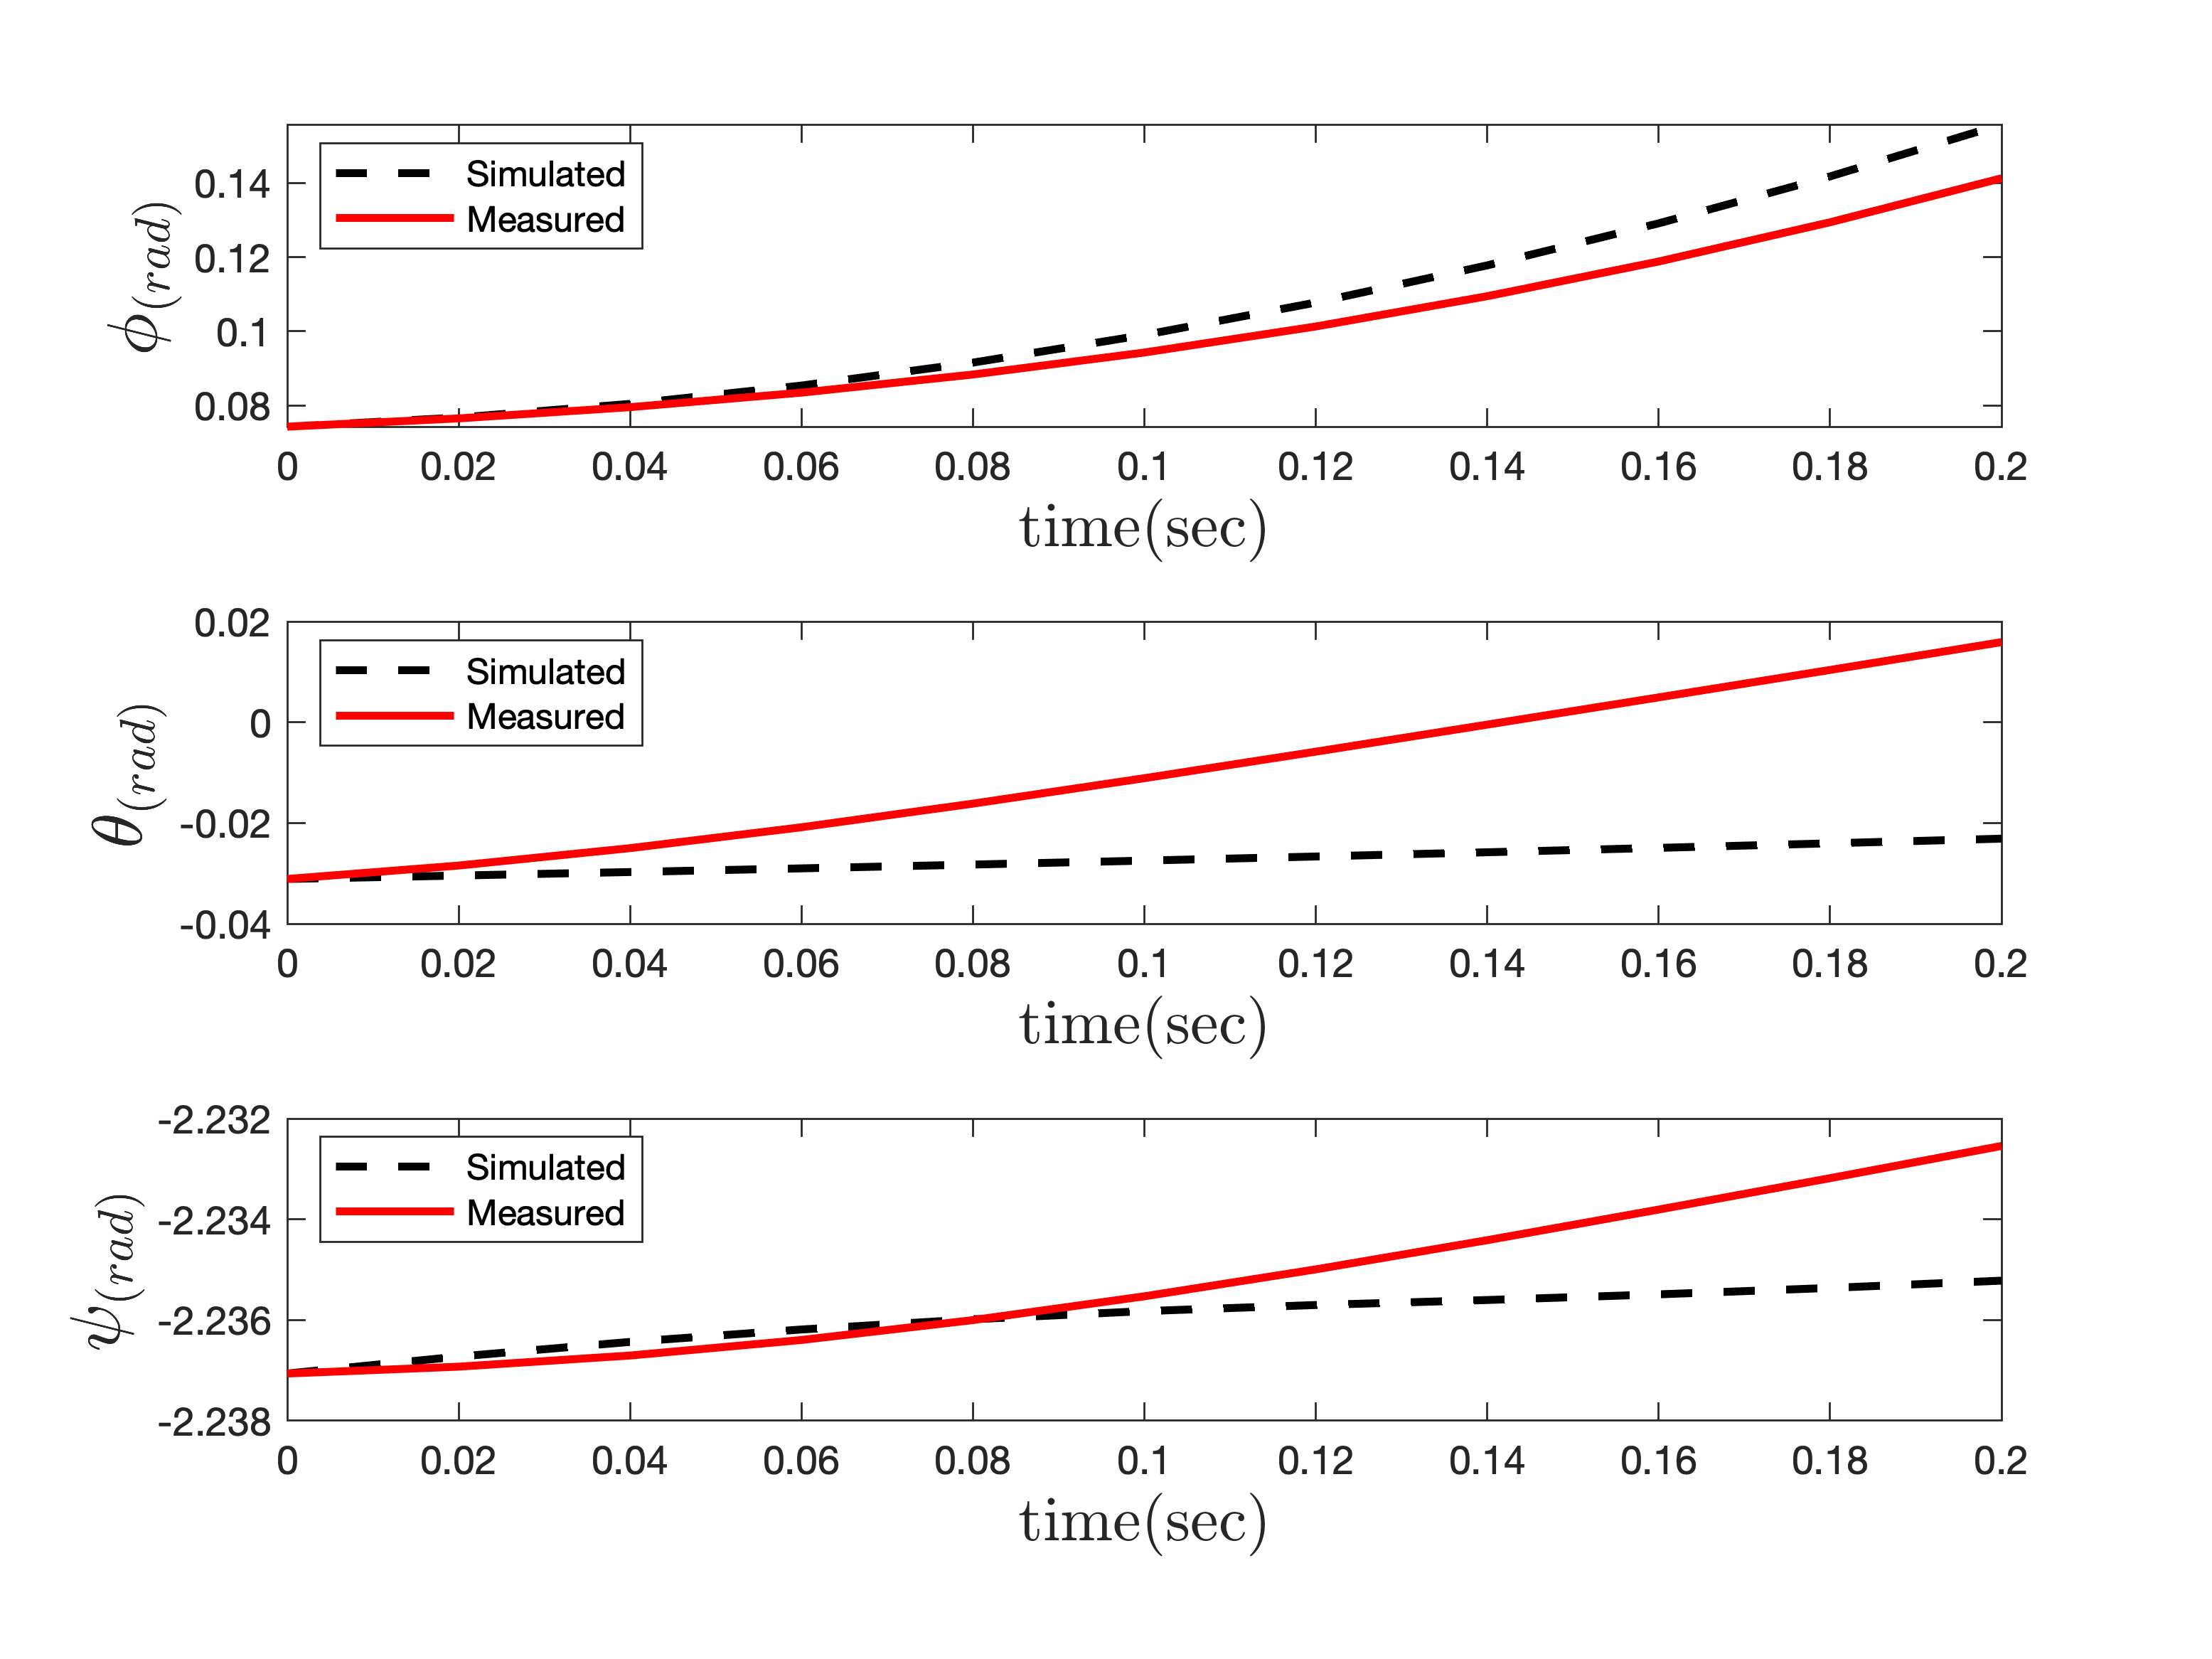 Simulated
Measured
0.14
0.12
0.1
0.08
ϕ(rad)
0 0.02 0.04 0.06 0.08 0.1 0.12 0.14 0.16 0.18 0.2
time(sec)
Simulated
Measured
0.02
0
-0.02
-0.04
θ(rad)
0 0.02 0.04 0.06 0.08 0.1 0.12 0.14 0.16 0.18 0.2
time(sec)
Simulated
Measured
-2.232
-2.234
-2.236
-2.238
ψ(rad)
0 0.02 0.04 0.06 0.08 0.1 0.12 0.14 0.16 0.18 0.2
time(sec)